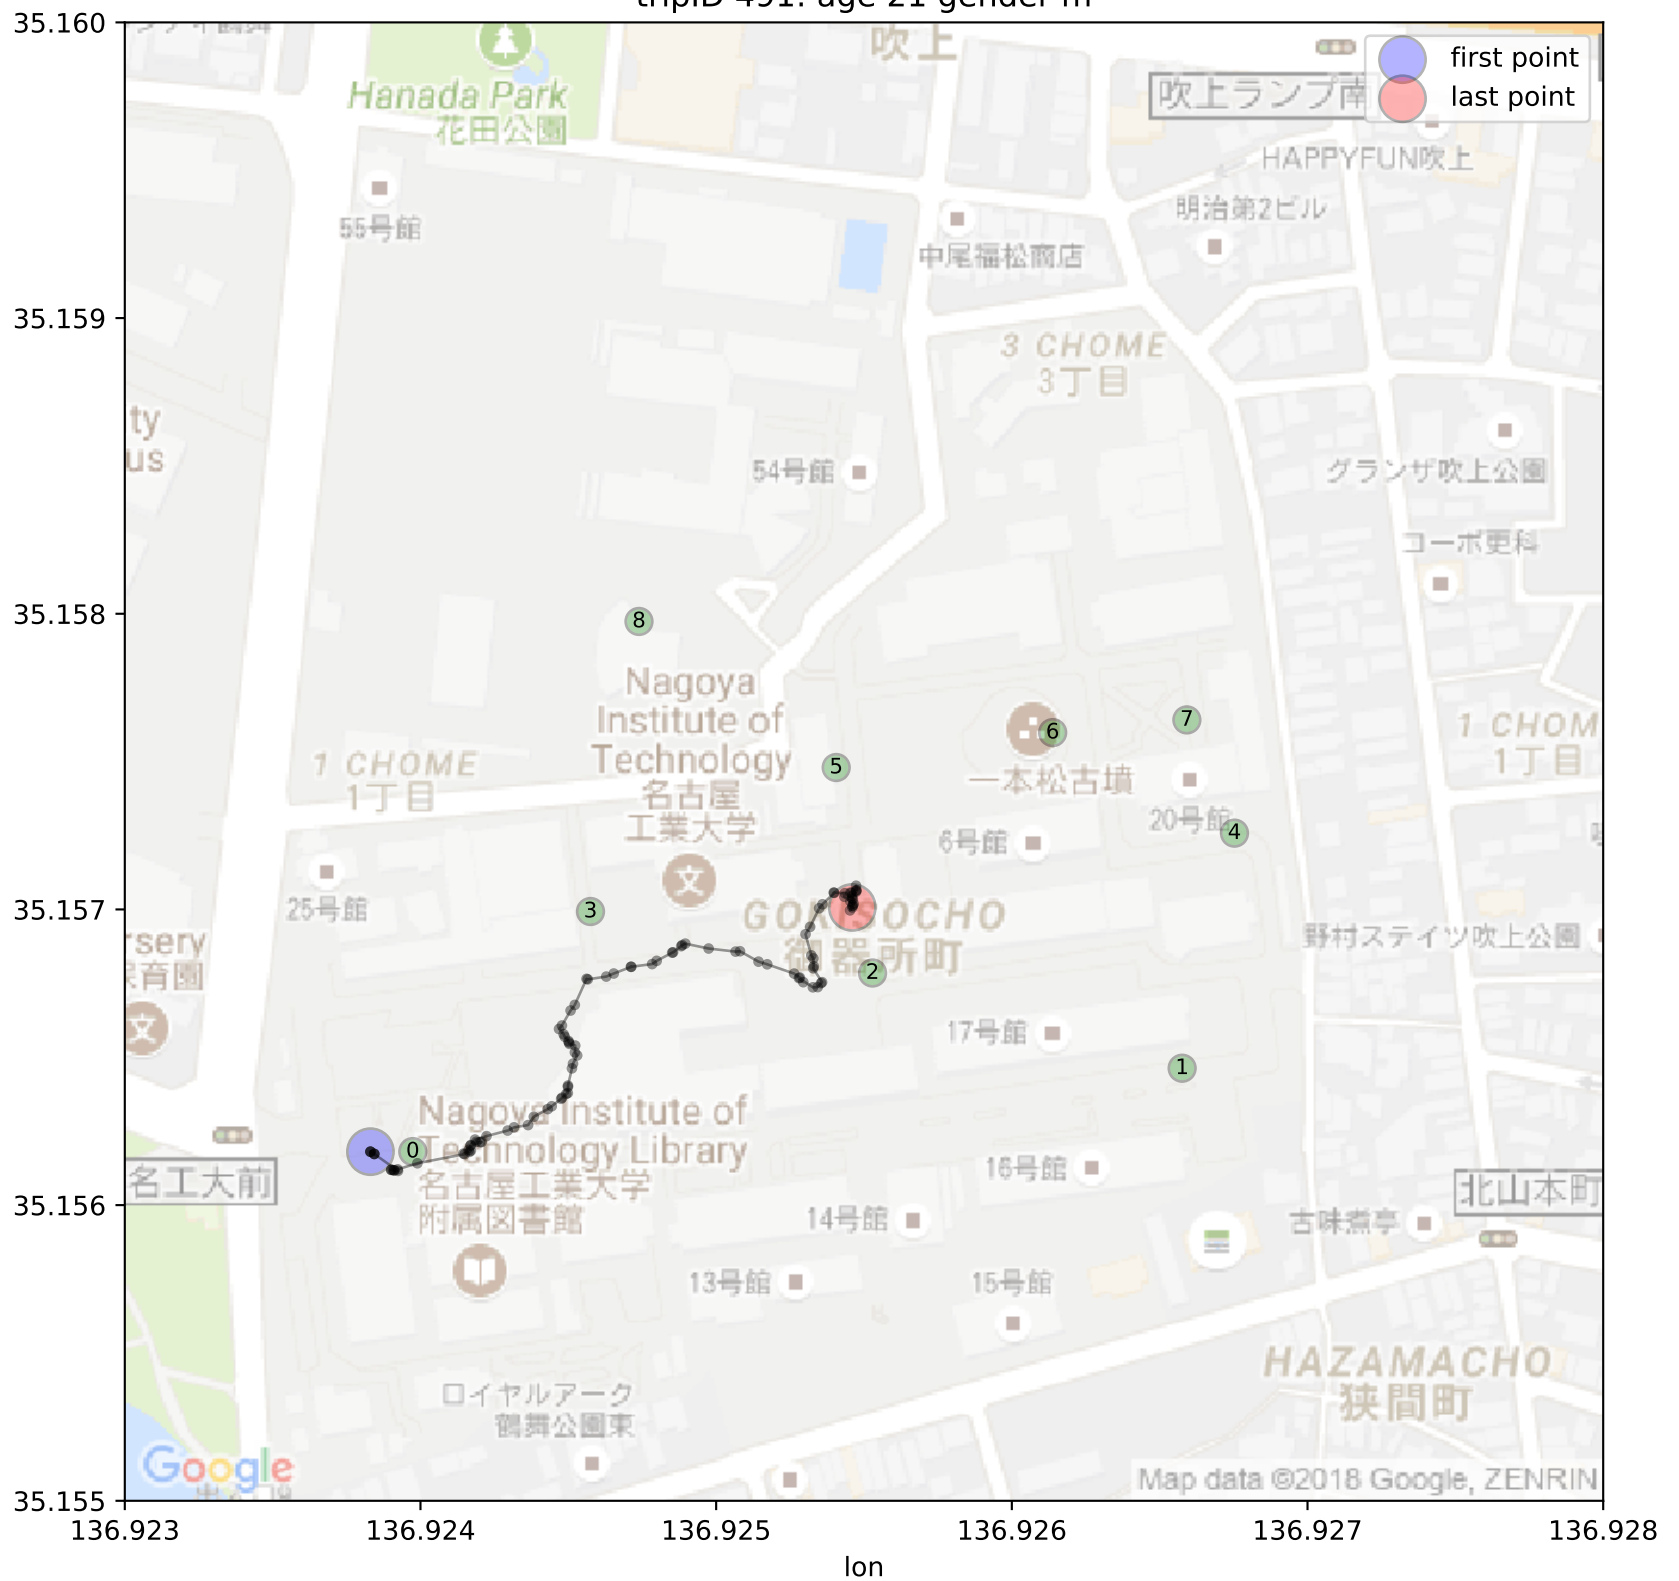 tripID 491: age 21 gender m
35.160
吹上
first point
last point
吹上ランプ南
Hanada Park
花田公園
HAPPYFUN吹上
明治第2ビル
55号館
中尾福松商店
35.159
3 CHOME
3丁目
ty
us
54号館
グランザ吹上公園
コーポ更科
35.158
8
Nagoya
Institute of
Technology
名古屋
工業大学
6
7
1 CHOM
1丁目
1 CHOME
1丁目
5
一本松古墳
20号館
4
6号館
25号館
3
35.157
GOKISOCHO
御器所町
rsery
保育園
野村ステイツ吹上公園
2
17号館
1
Nagoya Institute of
Technology Library
名古屋工業大学
附属図書館
0
名工大前
16号館
北山本町
35.156
14号館
古味煮亭
13号館
15号館
HAZAMACHO
狭間町
ロイヤルアーク
鶴舞公園東
Google
Map data ©2018 Google, ZENRIN
35.155
136.923
136.924
136.925
136.926
136.927
136.928
lon